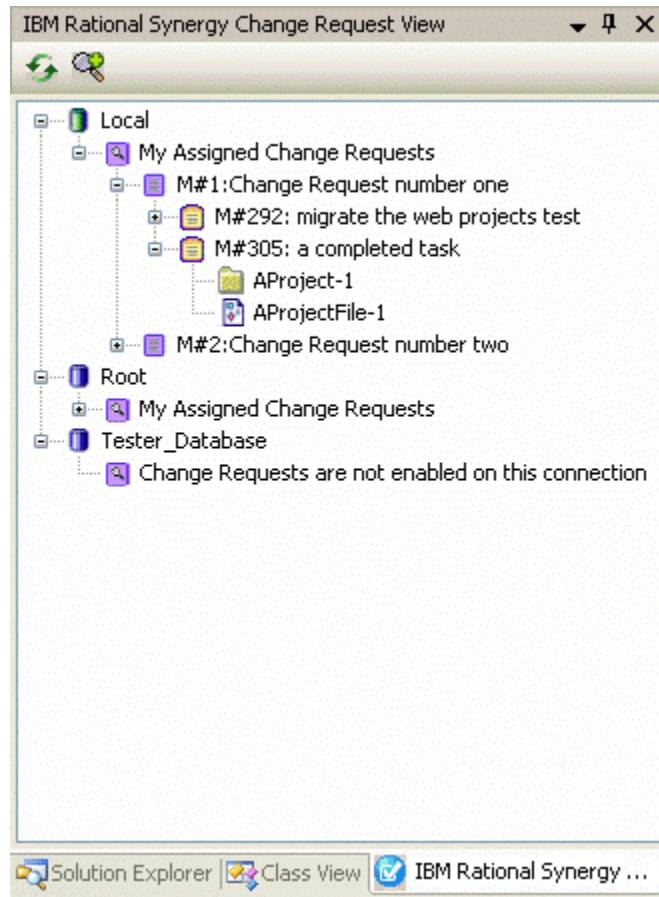 IBM Rational Synergy Change Request View
Local
My Assigned Change Requests
M#1:Change Request number one
M#292: migrate the web projects test
M#305: a completed task
AProject-1
AProjectFile-1
M#2:Change Request number two
Root
My Assigned Change Requests
Tester_Database
Change Requests are not enabled on this connection
Solution Explorer Class View IBM Rational Synergy ...